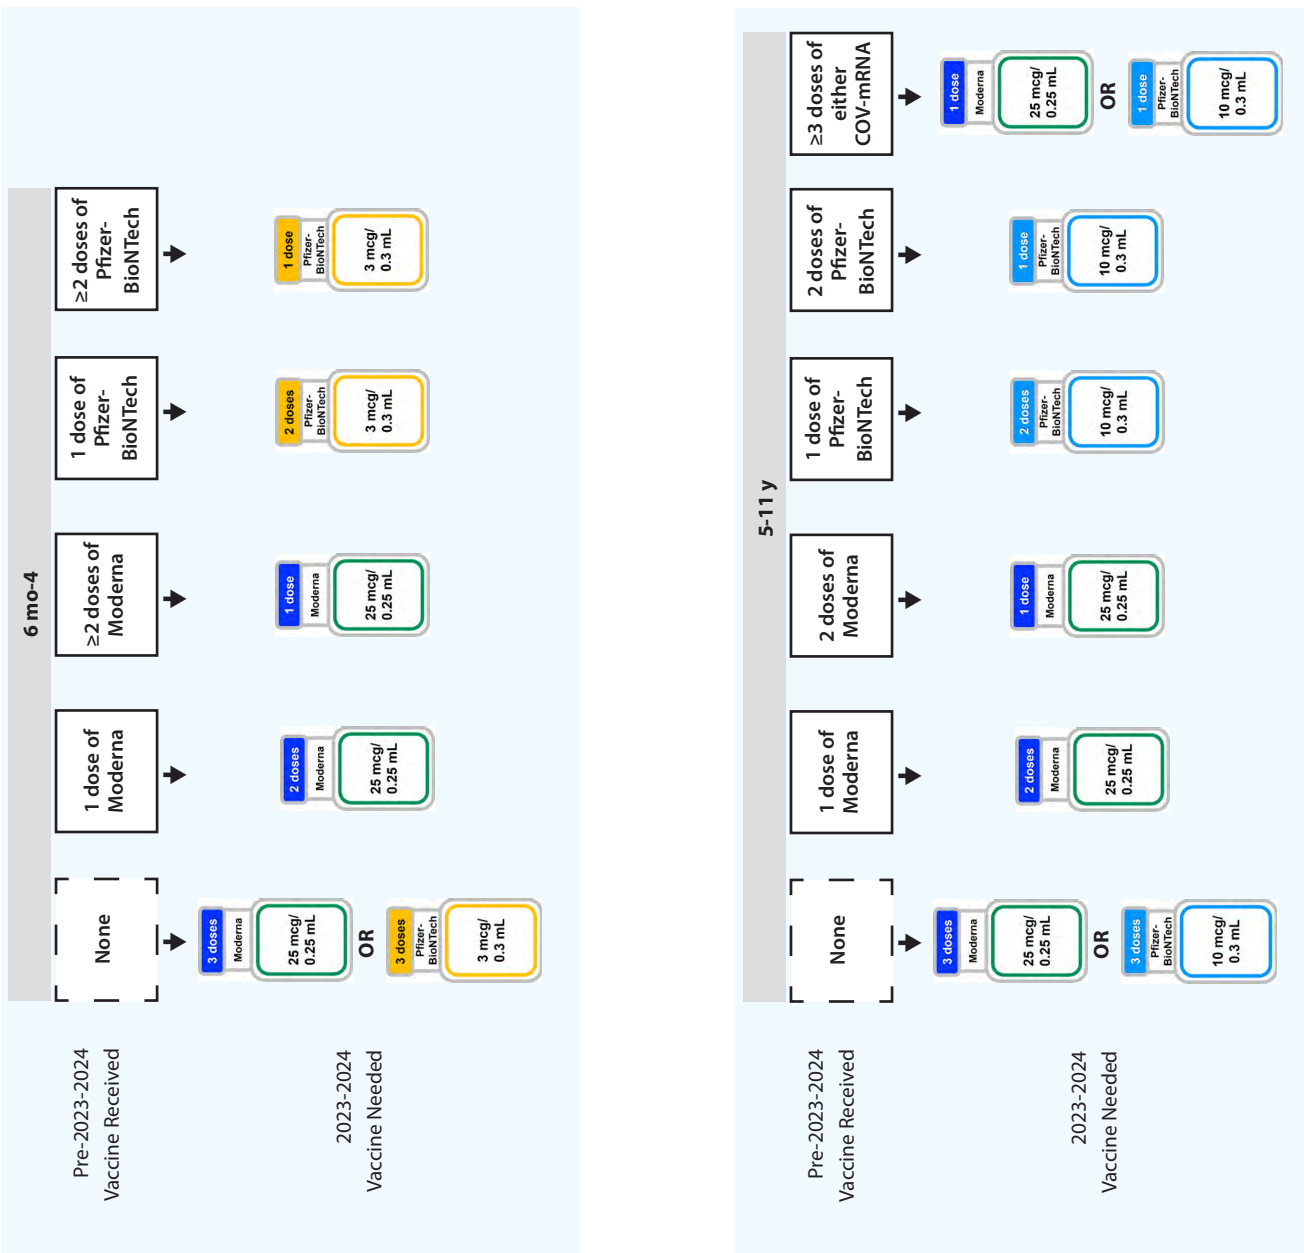 6 mo-4
Pre-2023-2024
Vaccine Received
None
1 dose of
Moderna
≥2 doses of
Moderna
1 dose of
Pfizer-
BioNTech
≥2 doses of
Pfizer-
BioNTech
2023-2024
Vaccine Needed
3 doses
Moderna
25 mcg/
0.25 mL
OR
3 doses
Pfizer-
BioNTech
3 mcg/
0.3 mL
2 doses
Moderna
25 mcg/
0.25 mL
1 dose
Moderna
25 mcg/
0.25 mL
2 doses
Pfizer-
BioNTech
3 mcg/
0.3 mL
1 dose
Pfizer-
BioNTech
3 mcg/
0.3 mL
5-11 y
Pre-2023-2024
Vaccine Received
None
1 dose of
Moderna
2 doses of
Moderna
1 dose of
Pfizer-
BioNTech
2 doses of
Pfizer-
BioNTech
≥3 doses of
either
COV-mRNA
2023-2024
Vaccine Needed
3 doses
Moderna
25 mcg/
0.25 mL
OR
3 doses
Pfizer-
BioNTech
10 mcg/
0.3 mL
2 doses
Moderna
25 mcg/
0.25 mL
1 dose
Moderna
25 mcg/
0.25 mL
2 doses
Pfizer-
BioNTech
10 mcg/
0.3 mL
1 dose
Pfizer-
BioNTech
10 mcg/
0.3 mL
1 dose
Moderna
25 mcg/
0.25 mL
OR
1 dose
Pfizer-
BioNTech
10 mcg/
0.3 mL